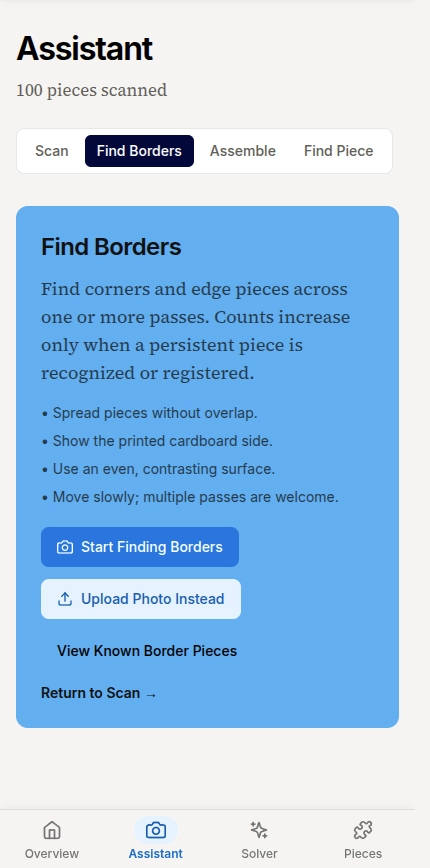 Assistant
100 pieces scanned
Scan
Find Borders
Assemble
Find Piece
Find Borders
Find corners and edge pieces across
one or more passes. Counts increase
only when a persistent piece is
recognized or registered.
• Spread pieces without overlap.
• Show the printed cardboard side.
• Use an even, contrasting surface.
• Move slowly; multiple passes are welcome.
Start Finding Borders
Upload Photo Instead
View Known Border Pieces
Return to Scan →
Overview
Assistant
Solver
Pieces